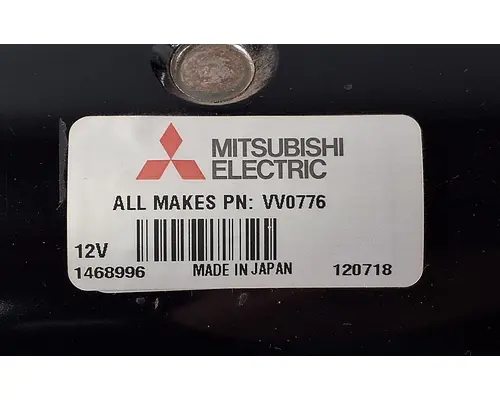 MITSUBISHI
ELECTRIC
ALL MAKES PN: VV0776
12V
1468996 MADE IN JAPAN 120718